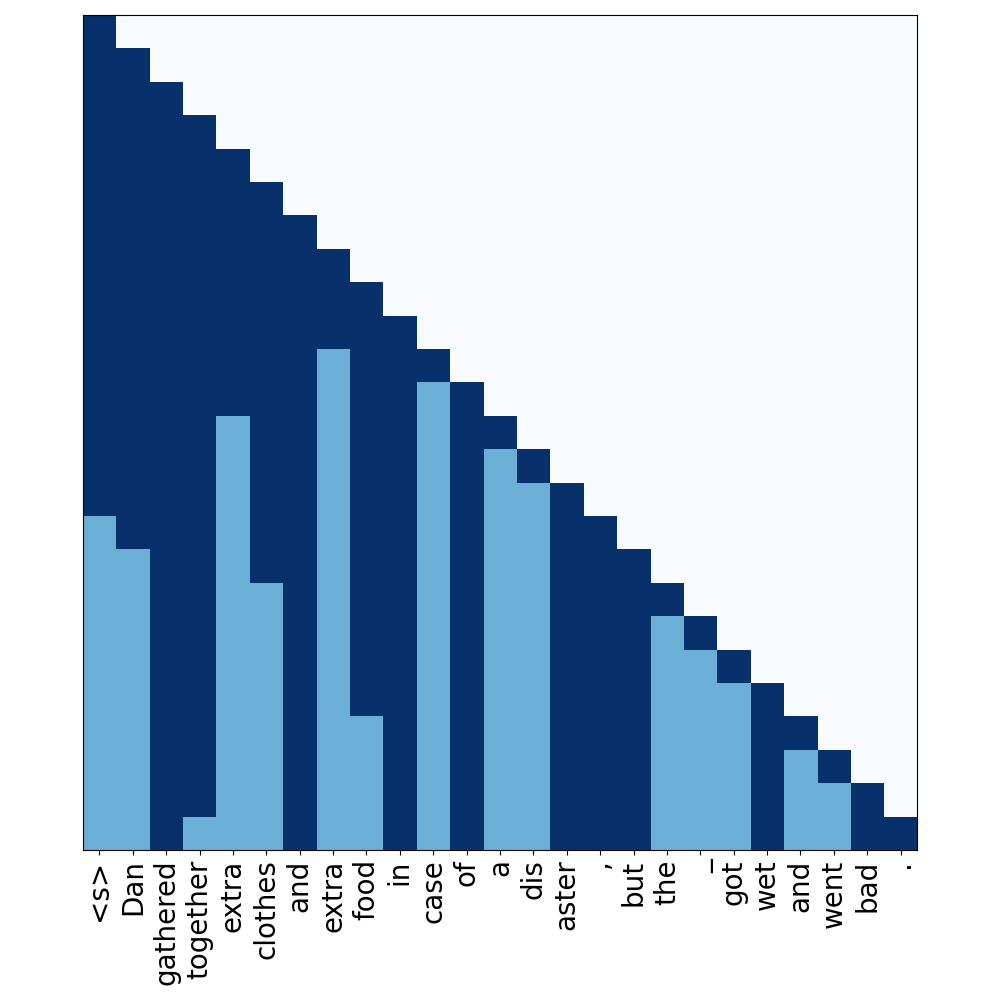 <s>
Dan
gathered
together
extra
clothes
and
extra
food
in
case
of
a
dis
aster
,
but
the
_
got
wet
and
went
bad
.